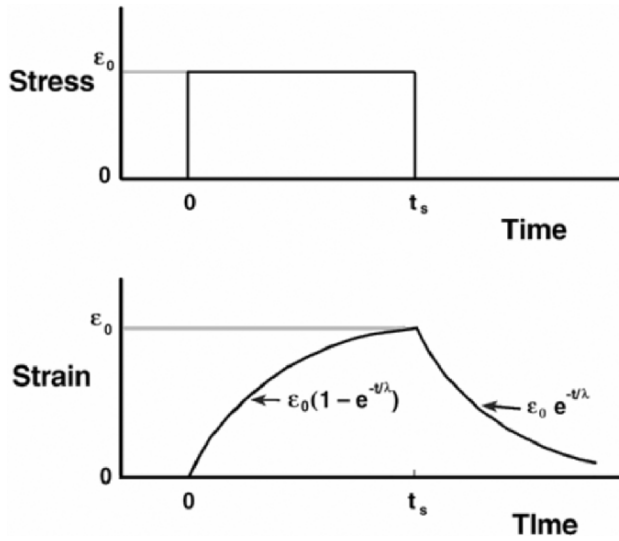 ε₀
Stress
0
0
tₛ
Time
ε₀
Strain
ε₀(1 – e^-t/λ)
ε₀ e^-t/λ
0
0
tₛ
TIme